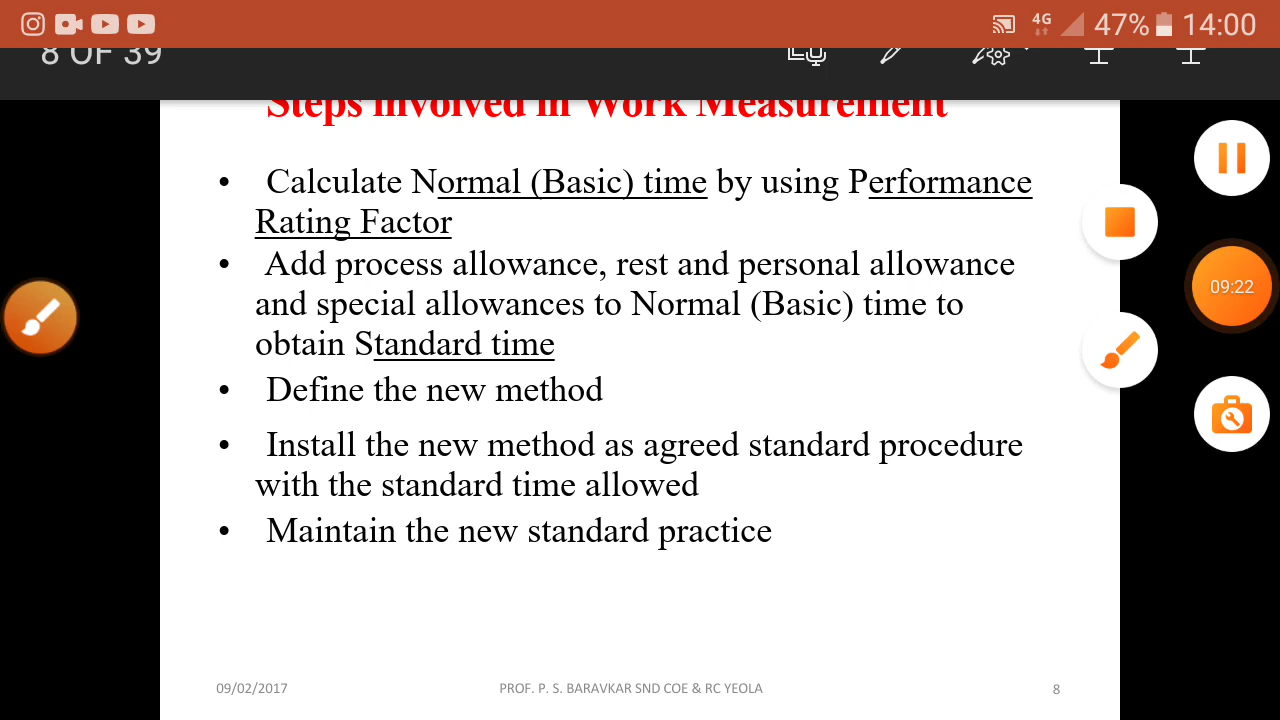 4G 47% 14:00
8 OF 39
Steps involved in Work Measurement
• Calculate Normal (Basic) time by using Performance
Rating Factor
• Add process allowance, rest and personal allowance
and special allowances to Normal (Basic) time to
obtain Standard time
• Define the new method
• Install the new method as agreed standard procedure
with the standard time allowed
• Maintain the new standard practice
09:22
09/02/2017 PROF. P. S. BARAVKAR SND COE & RC YEOLA 8